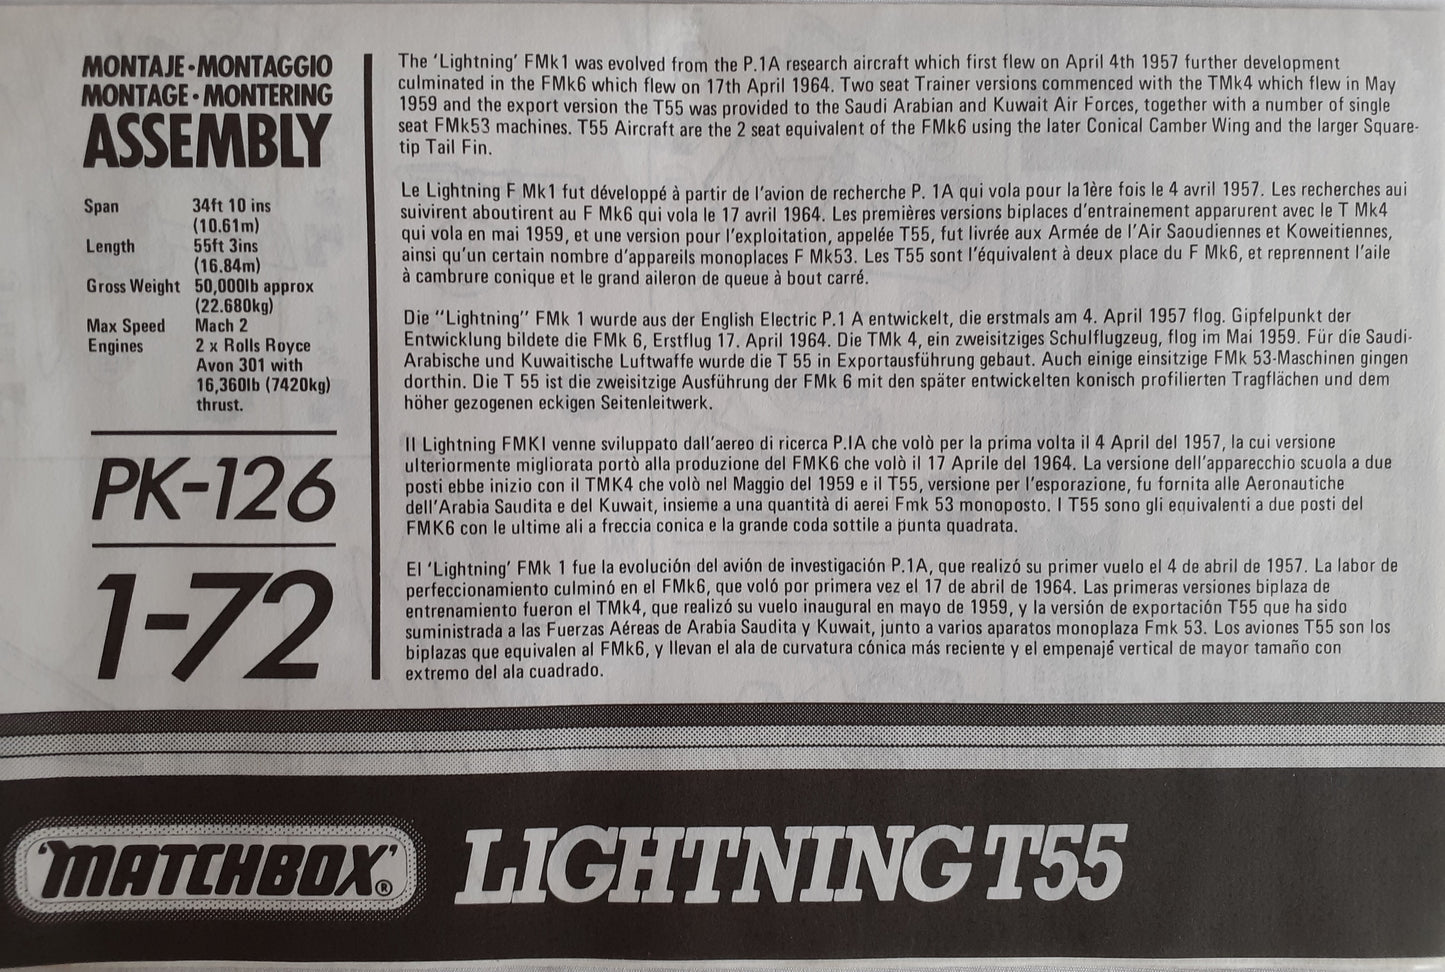 MONTAJE·MONTAGGIO
MONTAGE·MONTERING
ASSEMBLY
Span 34ft 10 ins
(10.61m)
Length 55ft 3ins
(16.84m)
Gross Weight 50,000lb approx
(22.680kg)
Max Speed Mach 2
Engines 2 x Rolls Royce
Avon 301 with
16,360lb (7420kg)
thrust.
PK-126
1-72
The 'Lightning' FMk1 was evolved from the P.1A research aircraft which first flew on April 4th 1957 further development
culminated in the FMk6 which flew on 17th April 1964. Two seat Trainer versions commenced with the TMk4 which flew in May
1959 and the export version the T55 was provided to the Saudi Arabian and Kuwait Air Forces, together with a number of single
seat FMk53 machines. T55 Aircraft are the 2 seat equivalent of the FMk6 using the later Conical Camber Wing and the larger Square-
tip Tail Fin.
Le Lightning F Mk1 fut développé à partir de l'avion de recherche P. 1A qui vola pour la 1ère fois le 4 avril 1957. Les recherches aui
suivirent aboutirent au F Mk6 qui vola le 17 avril 1964. Les premières versions biplaces d'entrainement apparurent avec le T Mk4
qui vola en mai 1959, et une version pour l'exploitation, appelée T55, fut livrée aux Armée de l'Air Saoudiennes et Koweitiennes,
ainsi qu'un certain nombre d'appareils monoplaces F Mk53. Les T55 sont l'équivalent à deux place du F Mk6, et reprennent l'aile
à cambrure conique et le grand aileron de queue à bout carré.
Die "Lightning" FMk 1 wurde aus der English Electric P.1 A entwickelt, die erstmals am 4. April 1957 flog. Gipfelpunkt der
Entwicklung bildete die FMk 6, Erstflug 17. April 1964. Die TMk 4, ein zweisitziges Schulflugzeug, flog im Mai 1959. Für die Saudi-
Arabische und Kuwaitische Luftwaffe wurde die T 55 in Exportausführung gebaut. Auch einige einsitzige FMk 53-Maschinen gingen
dorthin. Die T 55 ist die zweisitzige Ausführung der FMk 6 mit den später entwickelten konisch profilierten Tragflächen und dem
höher gezogenen eckigen Seitenleitwerk.
Il Lightning FMKI venne sviluppato dall'aereo di ricerca P.IA che volò per la prima volta il 4 April del 1957, la cui versione
ulteriormente migliorata portò alla produzione del FMK6 che volò il 17 Aprile del 1964. La versione dell'apparecchio scuola a due
posti ebbe inizio con il TMK4 che volò nel Maggio del 1959 e il T55, versione per l'esporazione, fu fornita alle Aeronautiche
dell'Arabia Saudita e del Kuwait, insieme a una quantità di aerei Fmk 53 monoposto. I T55 sono gli equivalenti a due posti del
FMK6 con le ultime ali a freccia conica e la grande coda sottile a punta quadrata.
El 'Lightning' FMk 1 fue la evolución del avión de investigación P.1A, que realizó su primer vuelo el 4 de abril de 1957. La labor de
perfeccionamiento culminó en el FMk6, que voló por primera vez el 17 de abril de 1964. Las primeras versiones biplaza de
entrenamiento fueron el TMk4, que realizó su vuelo inaugural en mayo de 1959, y la versión de exportación T55 que ha sido
suministrada a las Fuerzas Aéreas de Arabia Saudita y Kuwait, junto a varios aparatos monoplaza Fmk 53. Los aviones T55 son los
biplazas que equivalen al FMk6, y llevan el ala de curvatura cónica más reciente y el empenajé vertical de mayor tamaño con
extremo del ala cuadrado.
'MATCHBOX'® LIGHTNING T55